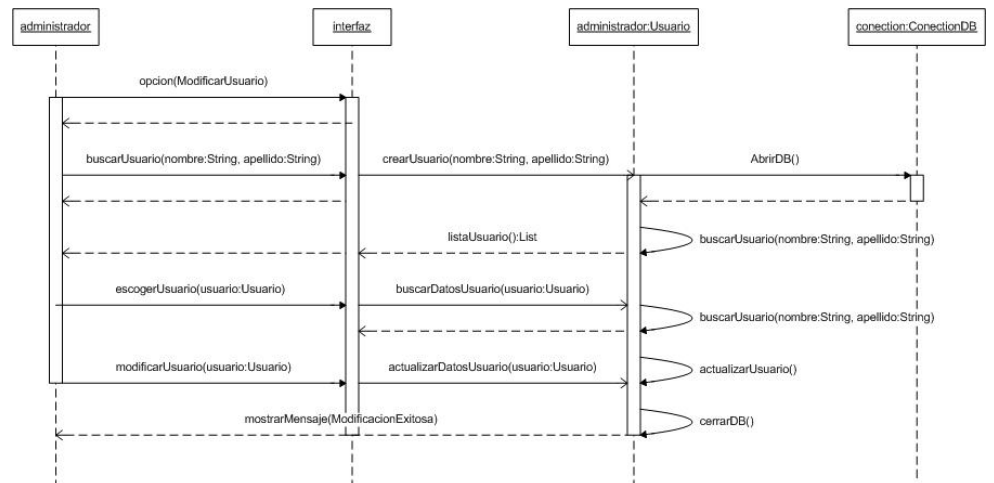 administrador
interfaz
administrador:Usuario
conection:ConectionDB
opcion(ModificarUsuario)
buscarUsuario(nombre:String, apellido:String)
crearUsuario(nombre:String, apellido:String)
AbrirDB()
listaUsuario():List
buscarUsuario(nombre:String, apellido:String)
escogerUsuario(usuario:Usuario)
buscarDatosUsuario(usuario:Usuario)
buscarUsuario(nombre:String, apellido:String)
modificarUsuario(usuario:Usuario)
actualizarDatosUsuario(usuario:Usuario)
actualizarUsuario()
mostrarMensaje(ModificacionExitosa)
cerrarDB()